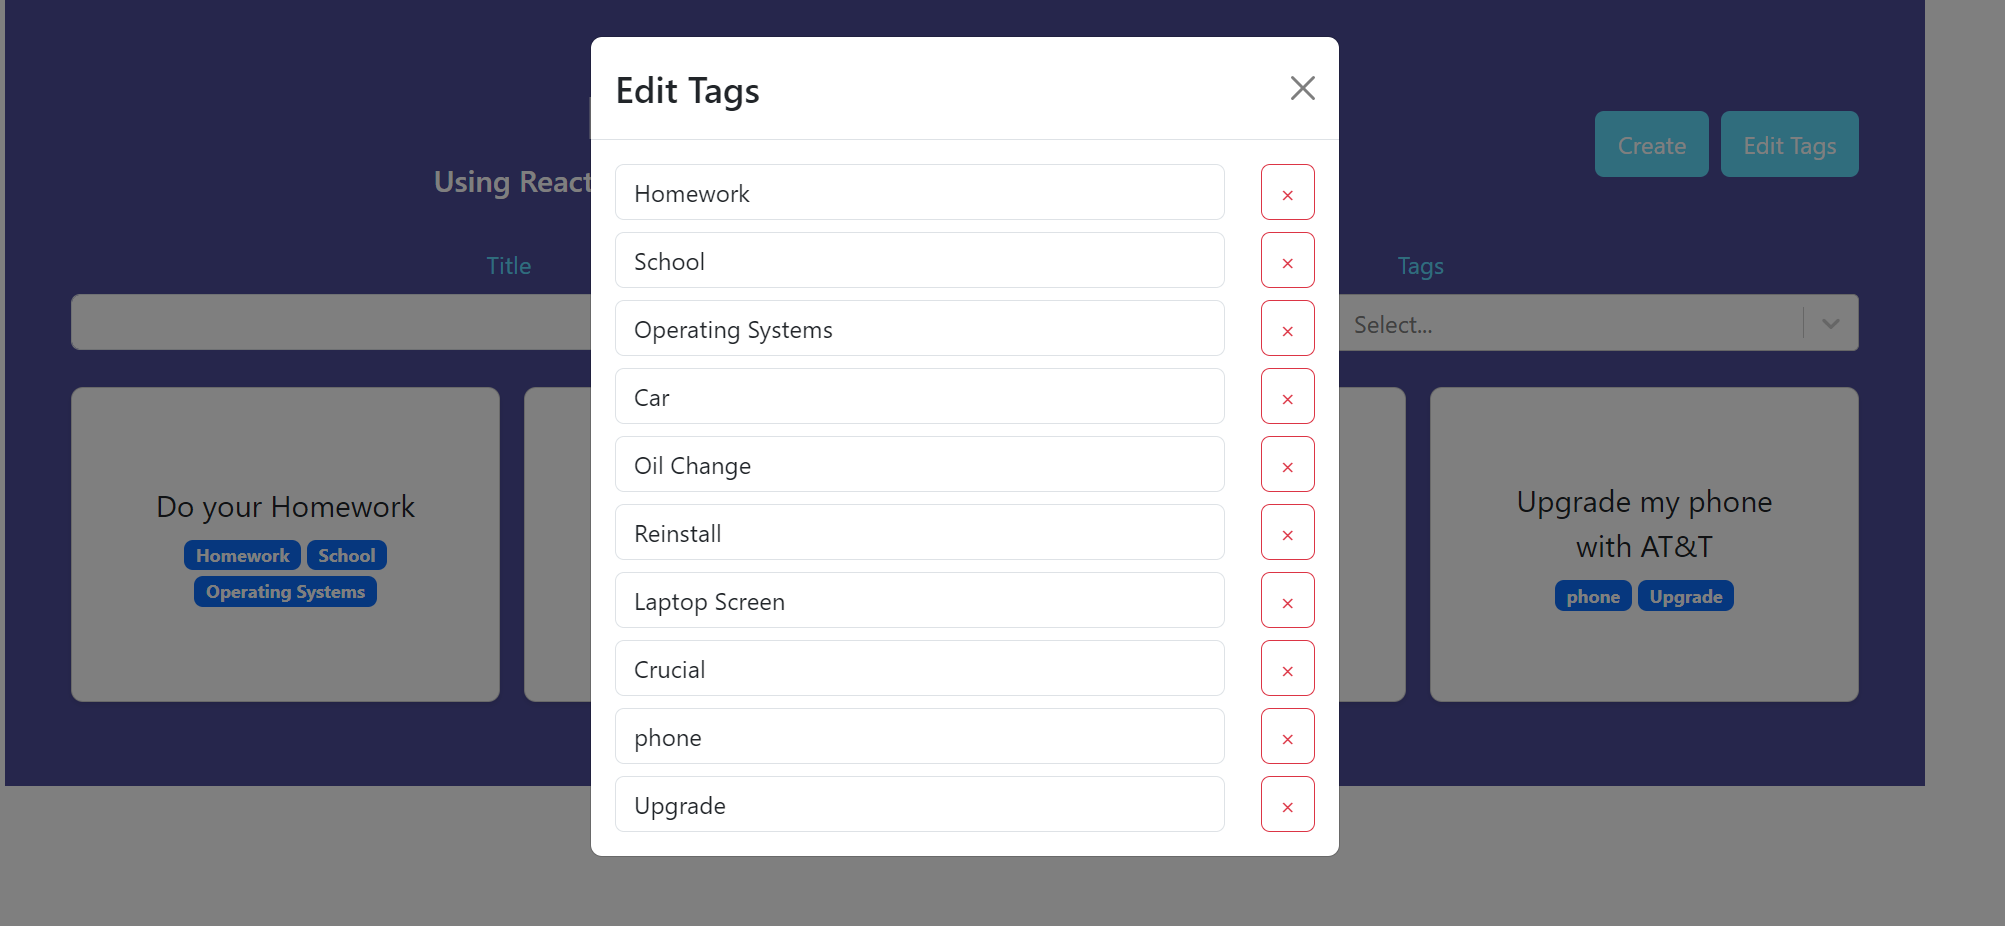 Edit Tags
×
Create
Edit Tags
Using React
Title
Tags
Select...
Homework
×
School
×
Operating Systems
×
Car
×
Oil Change
×
Reinstall
×
Laptop Screen
×
Crucial
×
phone
×
Upgrade
×
Do your Homework
Homework School
Operating Systems
Upgrade my phone
with AT&T
phone Upgrade